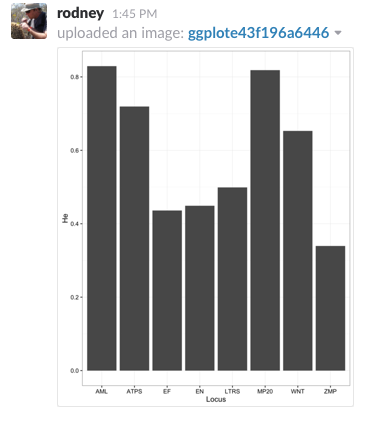 rodney 1:45 PM
uploaded an image: ggplote43f196a6446
0.8
0.6
He
0.4
0.2
0.0
AML ATPS EF EN LTRS MP20 WNT ZMP
Locus